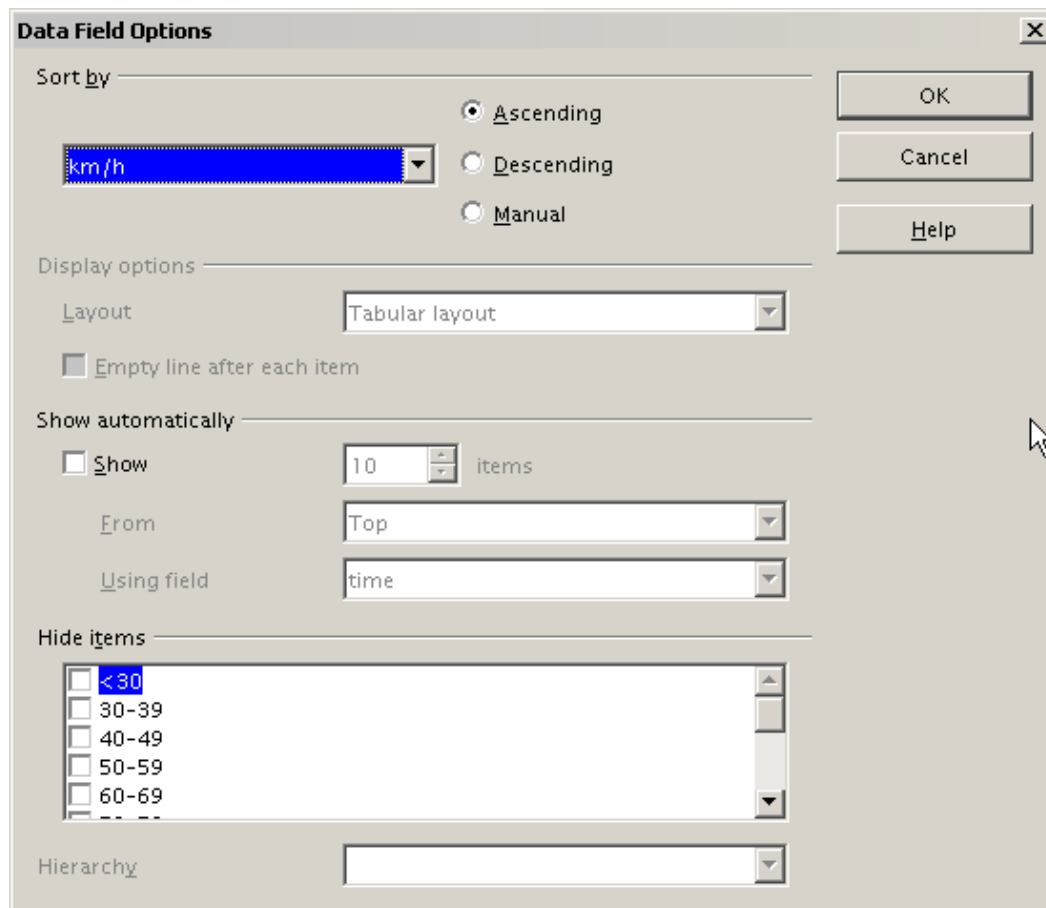 Data Field Options
Sort by
OK
Ascending
km/h
Descending
Cancel
Manual
Help
Display options
Layout
Tabular layout
Empty line after each item
Show automatically
Show
10
items
From
Top
Using field
time
Hide items
<30
30-39
40-49
50-59
60-69
Hierarchy